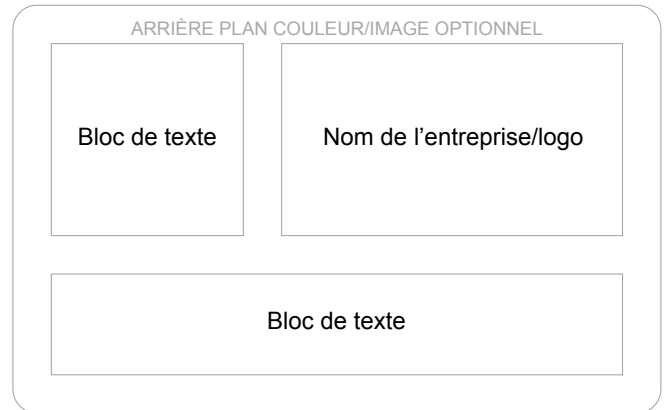 ARRIÈRE PLAN COULEUR/IMAGE OPTIONNEL
Bloc de texte
Nom de l’entreprise/logo
Bloc de texte